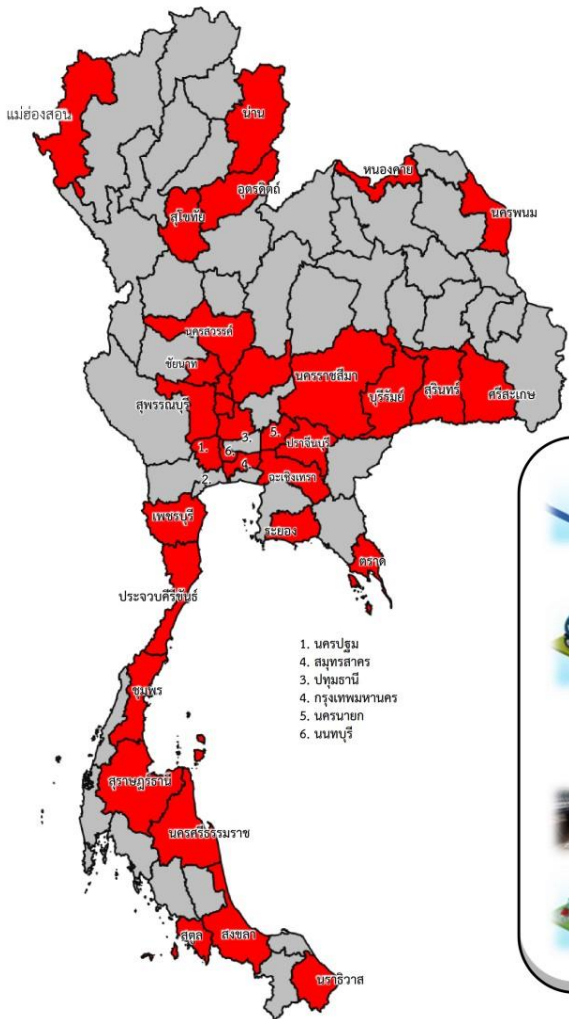 แม่ฮ่องสอน
น่าน
อุตรดิตถ์
สุโขทัย
หนองคาย
นครพนม
นครสวรรค์
ชัยนาท
สุพรรณบุรี
นครราชสีมา
บุรีรัมย์
สุรินทร์
ศรีสะเกษ
1.
3.
5.
ปราจีนบุรี
6.
4.
2.
ฉะเชิงเทรา
เพชรบุรี
ระยอง
ตราด
ประจวบคีรีขันธ์
1. นครปฐม
4. สมุทรสาคร
3. ปทุมธานี
4. กรุงเทพมหานคร
5. นครนายก
6. นนทบุรี
ชุมพร
สุราษฎร์ธานี
นครศรีธรรมราช
สตูล
สงขลา
นราธิวาส